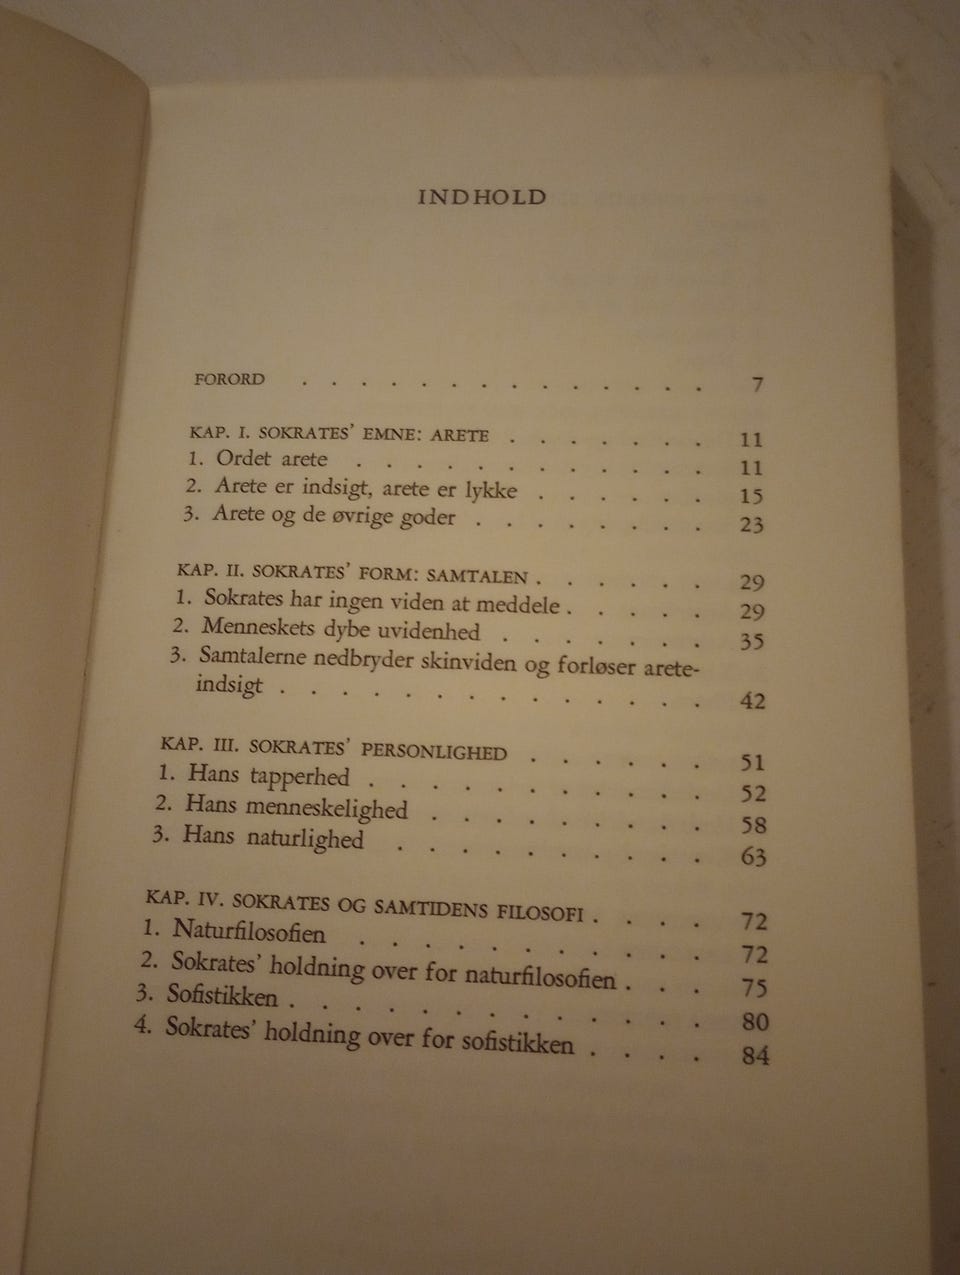 INDHOLD
FORORD . . . . . . . . . . . . . . 7
KAP. I. SOKRATES' EMNE: ARETE . . . . . . . 11
1. Ordet arete . . . . . . . . . . . . 11
2. Arete er indsigt, arete er lykke . . . . . . 15
3. Arete og de øvrige goder . . . . . . . . 23
KAP. II. SOKRATES' FORM: SAMTALEN . . . . . . 29
1. Sokrates har ingen viden at meddele . . . . . 29
2. Menneskets dybe uvidenhed . . . . . . . 35
3. Samtalerne nedbryder skinviden og forløser arete-
indsigt . . . . . . . . . . . . . . 42
KAP. III. SOKRATES' PERSONLIGHED . . . . . . 51
1. Hans tapperhed . . . . . . . . . . . 52
2. Hans menneskelighed . . . . . . . . . 58
3. Hans naturlighed . . . . . . . . . . 63
KAP. IV. SOKRATES OG SAMTIDENS FILOSOFI . . . . 72
1. Naturfilosofien . . . . . . . . . . . 72
2. Sokrates' holdning over for naturfilosofien . . . 75
3. Sofistikken . . . . . . . . . . . . . 80
4. Sokrates' holdning over for sofistikken . . . . 84